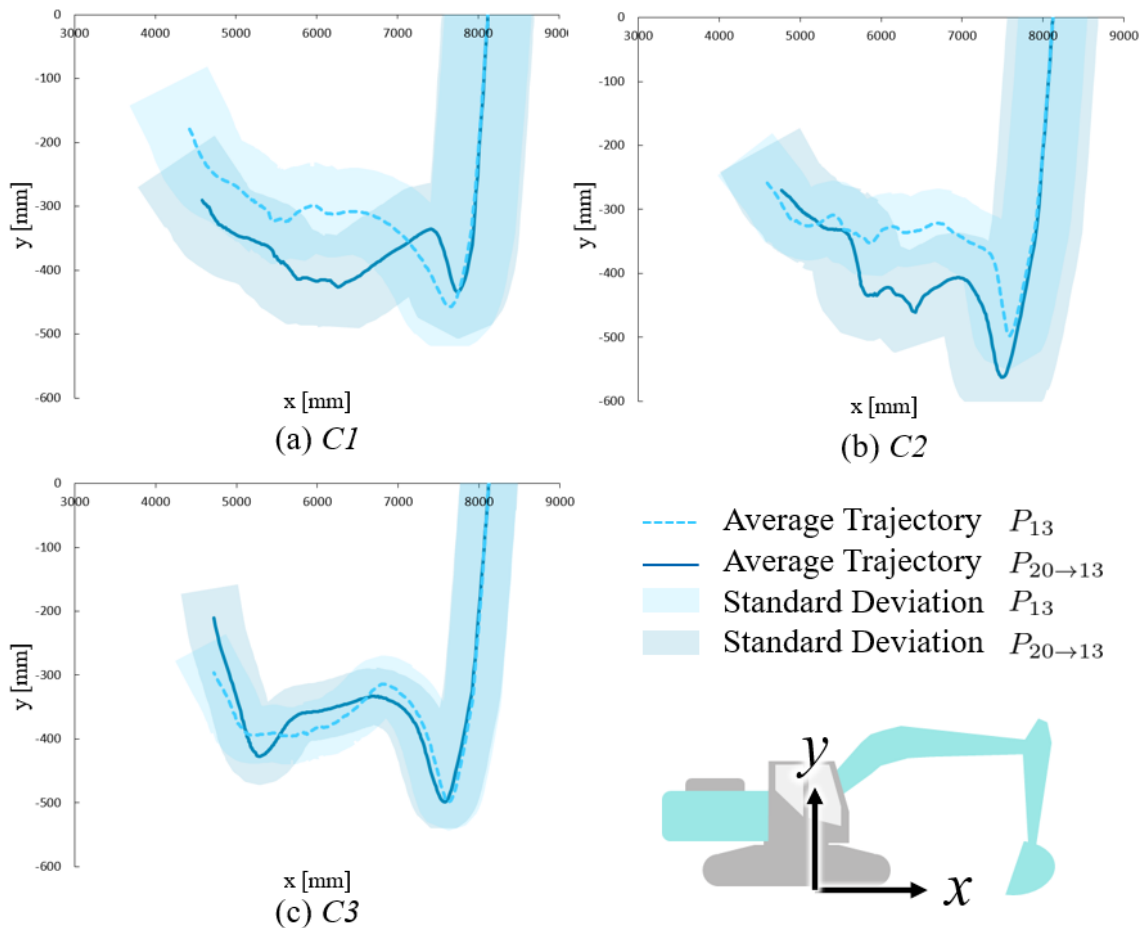 0
3000 4000 5000 6000 7000 8000 900
-100
-200
-300
-400
-500
-600
y [mm]
x [mm]
(a) C1
0
3000 4000 5000 6000 7000 8000 9000
-100
-200
-300
-400
-500
-600
y [mm]
x [mm]
(b) C2
0
3000 4000 5000 6000 7000 8000 9000
-100
-200
-300
-400
-500
-600
y [mm]
x [mm]
(c) C3
Average Trajectory P₁₃
Average Trajectory P₂₀→₁₃
Standard Deviation P₁₃
Standard Deviation P₂₀→₁₃
y
x